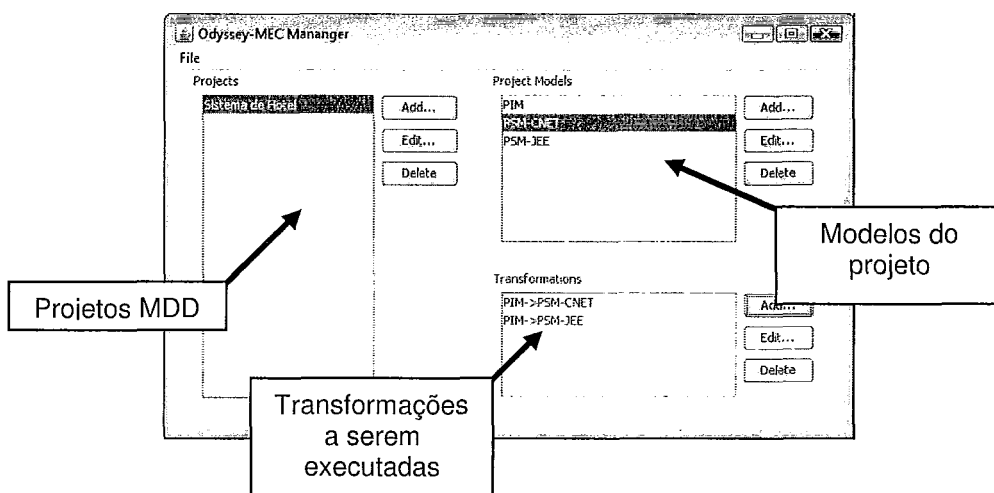 Odyssey-MEC Mananger
File
Projects
Sistema de Hotel
Add...
Edit...
Delete
Project Models
PIM
PSM-CNET
PSM-JEE
Add...
Edit...
Delete
Modelos do
projeto
Projetos MDD
Transformations
PIM->PSM-CNET
PIM->PSM-JEE
Add...
Edit...
Delete
Transformações
a serem
executadas